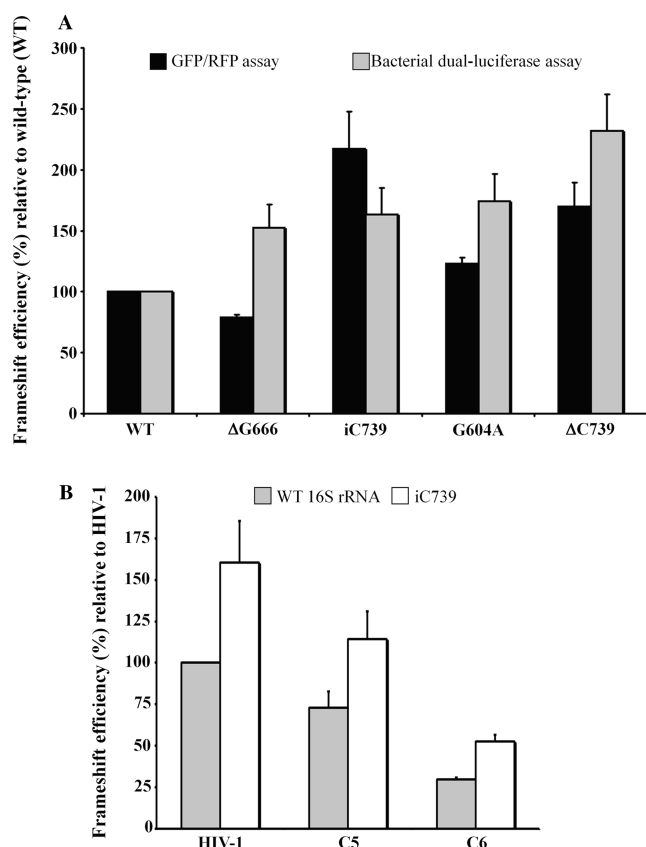 A
Frameshift efficiency (%) relative to wild-type (WT)
300
250
200
150
100
50
0
GFP/RFP assay
Bacterial dual-luciferase assay
WT
ΔG666
iC739
G604A
ΔC739
B
Frameshift efficiency (%) relative to HIV-1
200
175
150
125
100
75
50
25
0
WT 16S rRNA
iC739
HIV-1
C5
C6